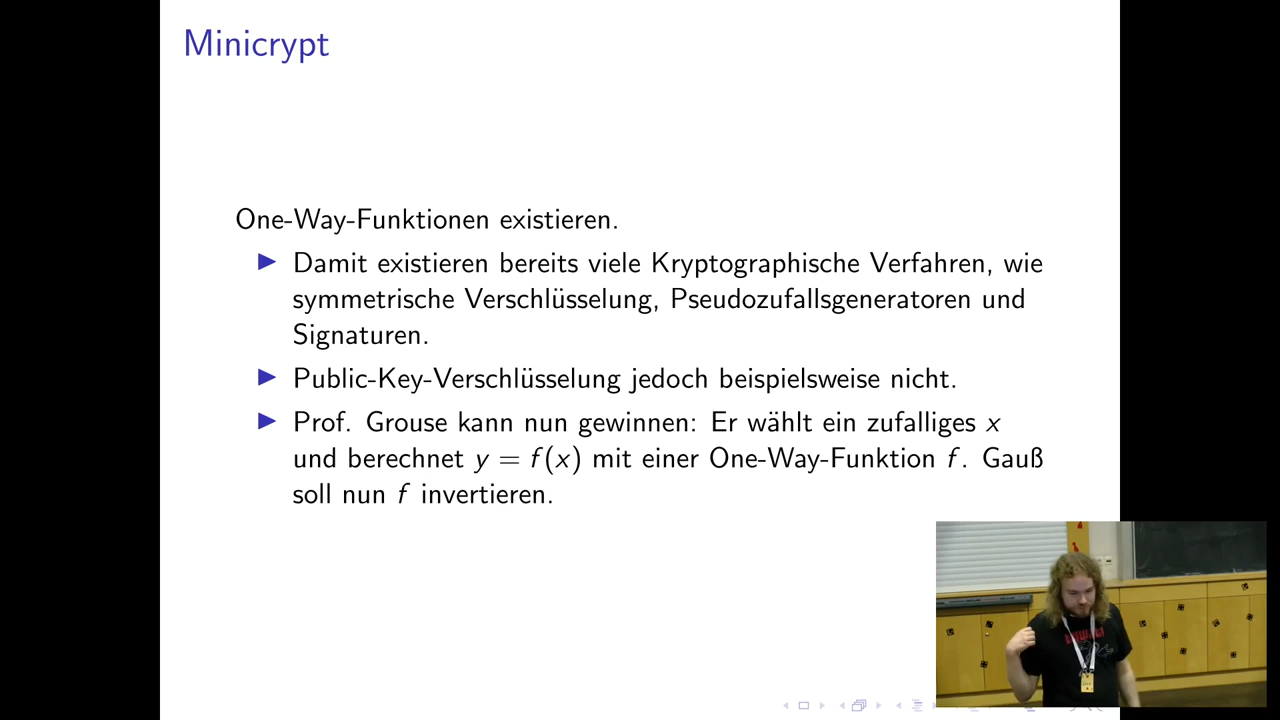 Minicrypt
One-Way-Funktionen existieren.
Damit existieren bereits viele Kryptographische Verfahren, wie
symmetrische Verschlüsselung, Pseudozufallsgeneratoren und
Signaturen.
Public-Key-Verschlüsselung jedoch beispielsweise nicht.
Prof. Grouse kann nun gewinnen: Er wählt ein zufalliges x
und berechnet y = f(x) mit einer One-Way-Funktion f. Gauß
soll nun f invertieren.